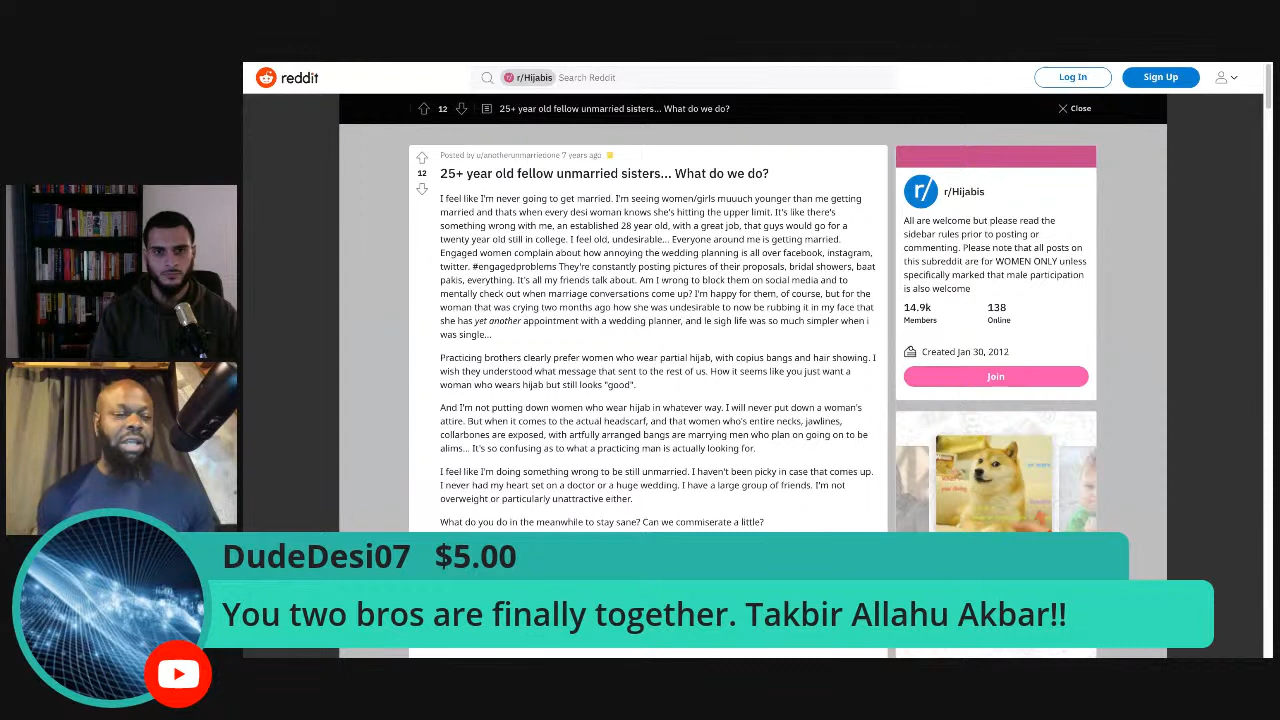 reddit
r/Hijabis Search Reddit
Log In
Sign Up
12
25+ year old fellow unmarried sisters... What do we do?
Close
Posted by u/anotherunmarriedone 7 years ago
12
25+ year old fellow unmarried sisters... What do we do?
I feel like I'm never going to get married. I'm seeing women/girls muuuch younger than me getting
married and thats when every desi woman knows she's hitting the upper limit. It's like there's
something wrong with me, an established 28 year old, with a great job, that guys would go for a
twenty year old still in college. I feel old, undesirable... Everyone around me is getting married.
Engaged women complain about how annoying the wedding planning is all over facebook, instagram,
twitter. #engagedproblems They're constantly posting pictures of their proposals, bridal showers, baat
pakis, everything. It's all my friends talk about. Am I wrong to block them on social media and to
mentally check out when marriage conversations come up? I'm happy for them, of course, but for the
woman that was crying two months ago how she was undesirable to now be rubbing it in my face that
she has yet another appointment with a wedding planner, and le sigh life was so much simpler when i
was single...
Practicing brothers clearly prefer women who wear partial hijab, with copius bangs and hair showing. I
wish they understood what message that sent to the rest of us. How it seems like you just want a
woman who wears hijab but still looks "good".
And I'm not putting down women who wear hijab in whatever way. I will never put down a woman's
attire. But when it comes to the actual headscarf, and that women who's entire necks, jawlines,
collarbones are exposed, with artfully arranged bangs are marrying men who plan on going on to be
alims... It's so confusing as to what a practicing man is actually looking for.
I feel like I'm doing something wrong to be still unmarried. I haven't been picky in case that comes up.
I never had my heart set on a doctor or a huge wedding. I have a large group of friends. I'm not
overweight or particularly unattractive either.
What do you do in the meanwhile to stay sane? Can we commiserate a little?
r/
r/Hijabis
All are welcome but please read the
sidebar rules prior to posting or
commenting. Please note that all posts on
this subreddit are for WOMEN ONLY unless
specifically marked that male participation
is also welcome
14.9k
138
Members
Online
Created Jan 30, 2012
Join
DudeDesi07 $5.00
You two bros are finally together. Takbir Allahu Akbar!!